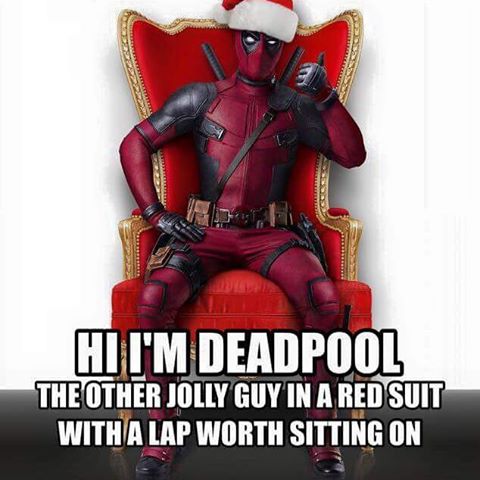 HI I'M DEADPOOL
THE OTHER JOLLY GUY IN A RED SUIT
WITH A LAP WORTH SITTING ON